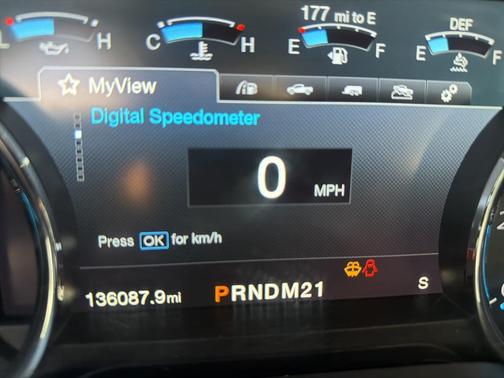 177 mi to E
L H
C H
E F
DEF
E F
MyView
Digital Speedometer
0 MPH
Press OK for km/h
136087.9mi
PRNDM21
S